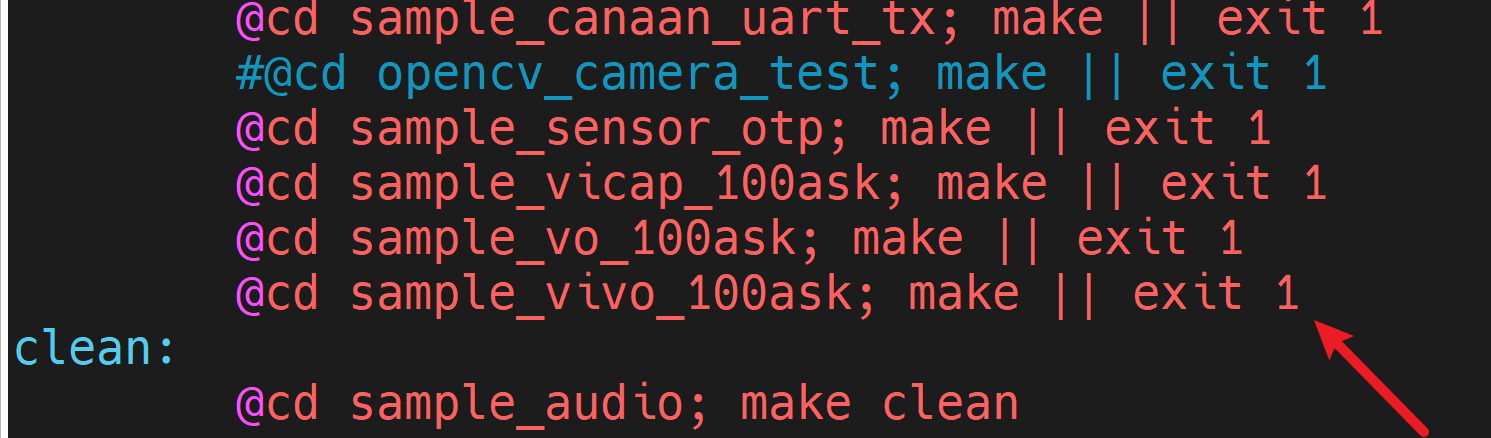 @cd sample_canaan_uart_tx; make || exit 1
#@cd opencv_camera_test; make || exit 1
@cd sample_sensor_otp; make || exit 1
@cd sample_vicap_100ask; make || exit 1
@cd sample_vo_100ask; make || exit 1
@cd sample_vivo_100ask; make || exit 1
clean:
@cd sample_audio; make clean